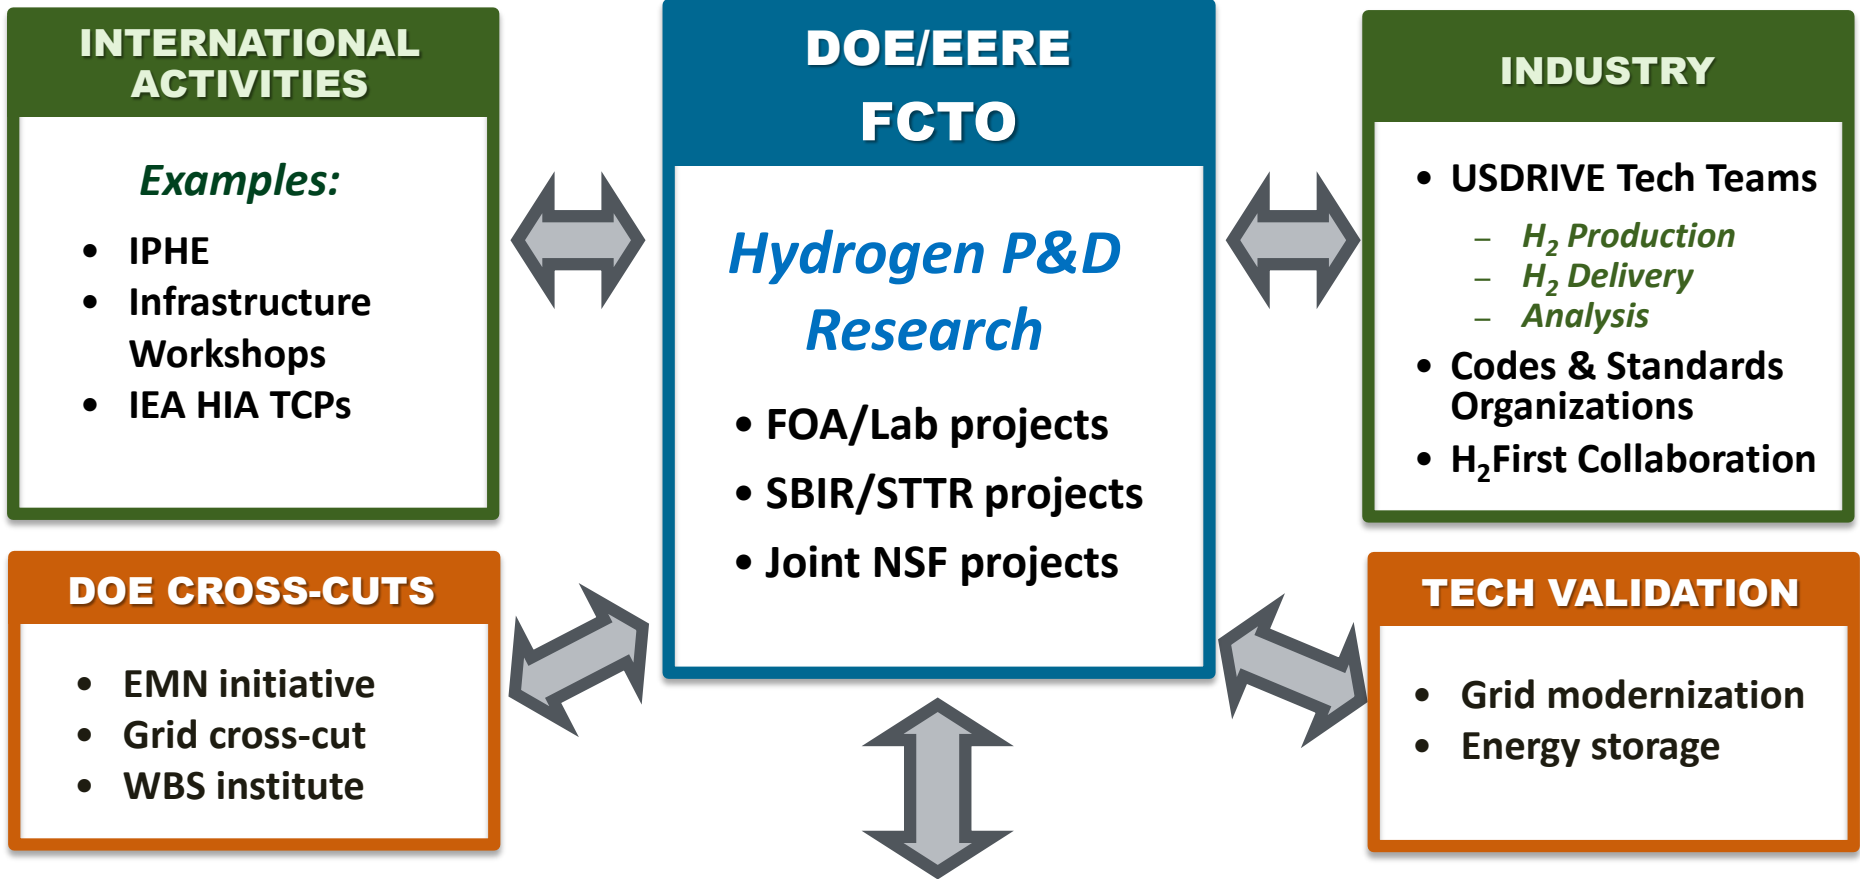 INTERNATIONAL
ACTIVITIES
Examples:
• IPHE
• Infrastructure
Workshops
• IEA HIA TCPs
DOE/EERE
FCTO
Hydrogen P&D
Research
• FOA/Lab projects
• SBIR/STTR projects
• Joint NSF projects
INDUSTRY
• USDRIVE Tech Teams
– H₂ Production
– H₂ Delivery
– Analysis
• Codes & Standards
Organizations
• H₂First Collaboration
DOE CROSS-CUTS
• EMN initiative
• Grid cross-cut
• WBS institute
TECH VALIDATION
• Grid modernization
• Energy storage